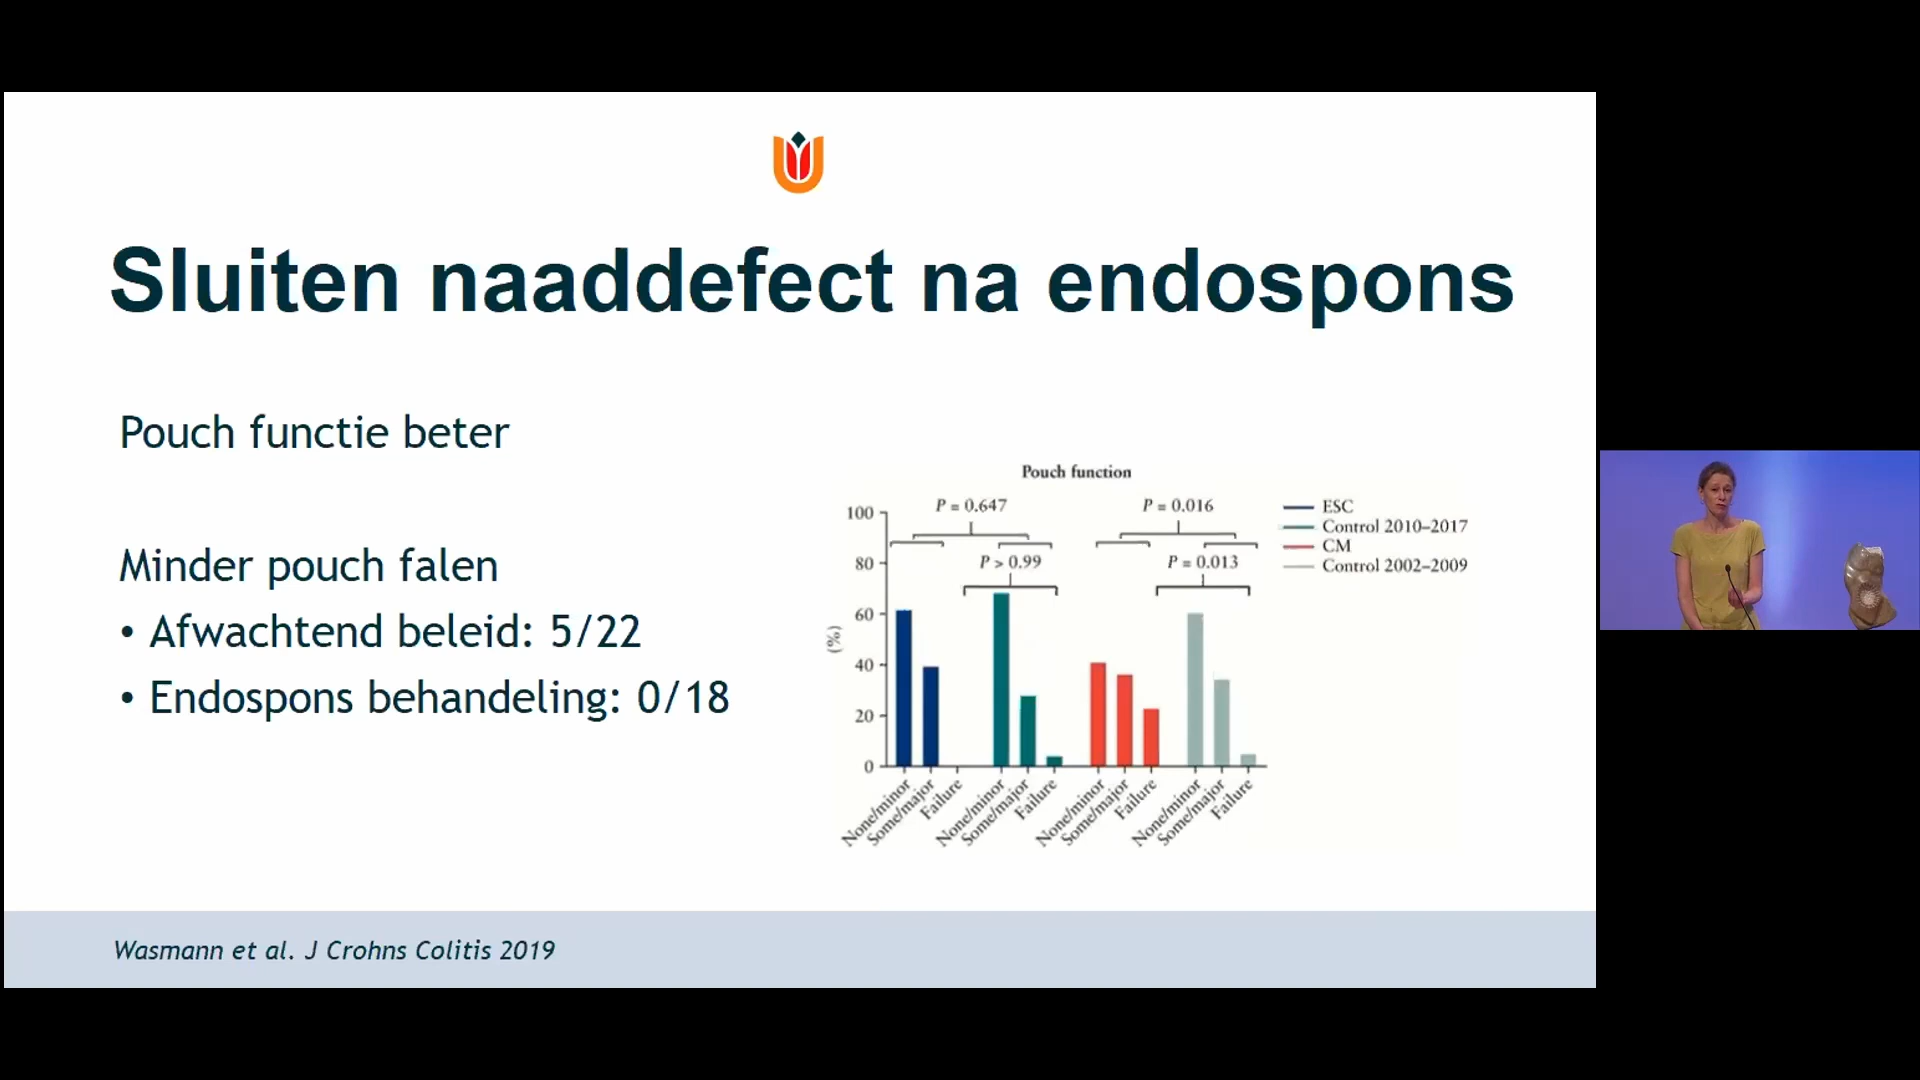 Sluiten naaddefect na endospons
Pouch functie beter
Minder pouch falen
• Afwachtend beleid: 5/22
• Endospons behandeling: 0/18
Pouch function
P = 0.647
P = 0.016
P > 0.99
P = 0.013
ESC
Control 2010–2017
CM
Control 2002–2009
(%)
100
80
60
40
20
0
None/minor
Some/major
Failure
None/minor
Some/major
Failure
None/minor
Some/major
Failure
None/minor
Some/major
Failure
Wasmann et al. J Crohns Colitis 2019